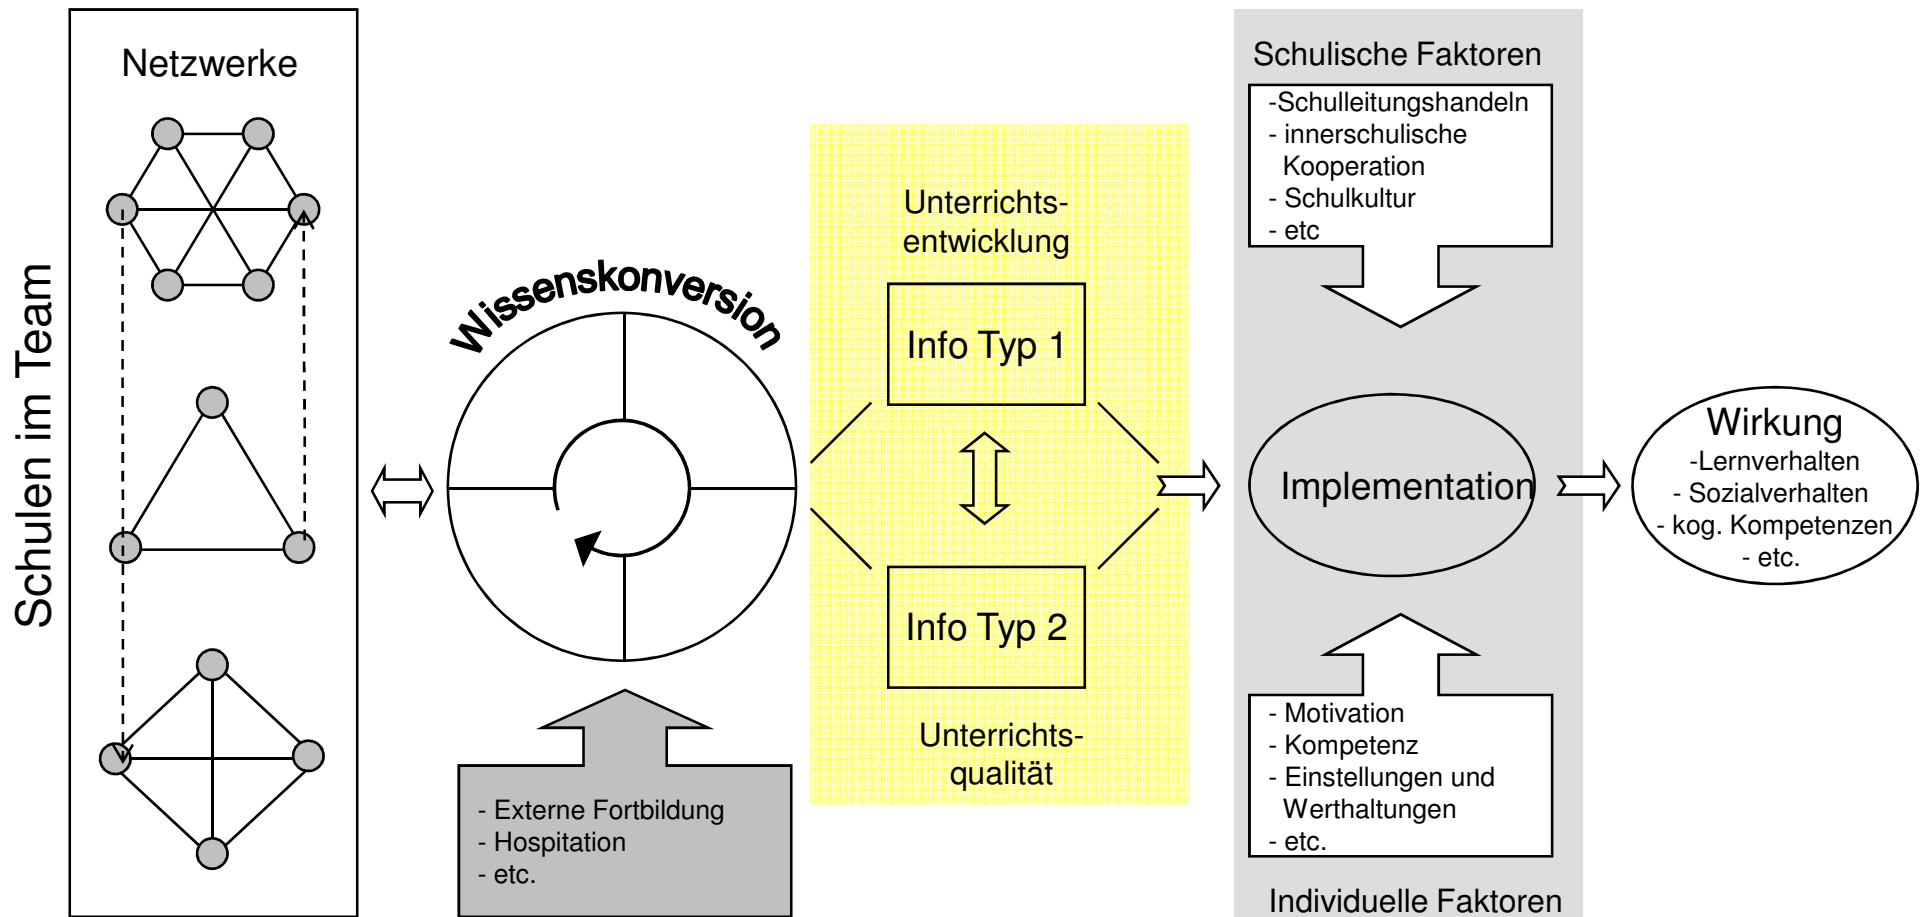 Schulen im Team
Netzwerke
Wissenskonversion
- Externe Fortbildung
- Hospitation
- etc.
Unterrichts-
entwicklung
Info Typ 1
Info Typ 2
Unterrichts-
qualität
Schulische Faktoren
-Schulleitungshandeln
- innerschulische
Kooperation
- Schulkultur
- etc
Implementation
- Motivation
- Kompetenz
- Einstellungen und
Werthaltungen
- etc.
Individuelle Faktoren
Wirkung
-Lernverhalten
- Sozialverhalten
- kog. Kompetenzen
- etc.